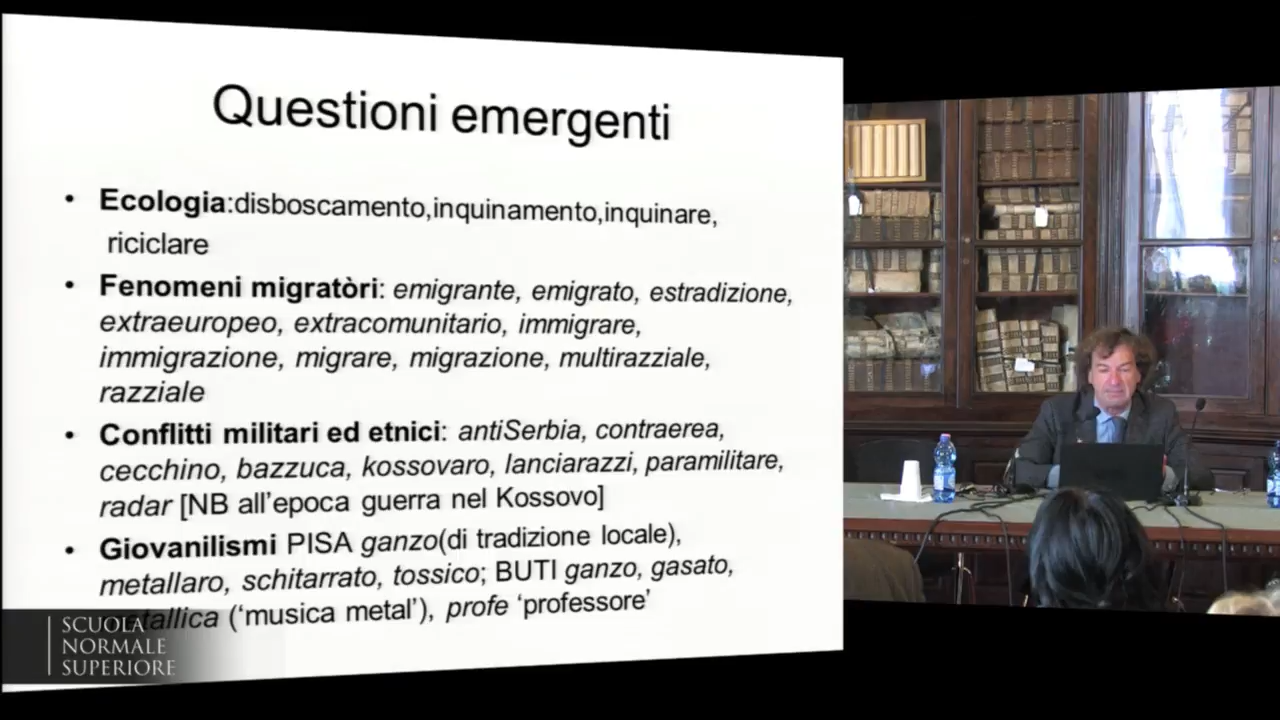 Questioni emergenti
• Ecologia:disboscamento,inquinamento,inquinare,
riciclare
• Fenomeni migratòri: emigrante, emigrato, estradizione,
extraeuropeo, extracomunitario, immigrare,
immigrazione, migrare, migrazione, multirazziale,
razziale
• Conflitti militari ed etnici: antiSerbia, contraerea,
cecchino, bazzuca, kossovaro, lanciarazzi, paramilitare,
radar [NB all'epoca guerra nel Kossovo]
• Giovanilismi PISA ganzo(di tradizione locale),
metallaro, schitarrato, tossico; BUTI ganzo, gasato,
metallica (‘musica metal’), profe ‘professore’
SCUOLA
NORMALE
SUPERIORE